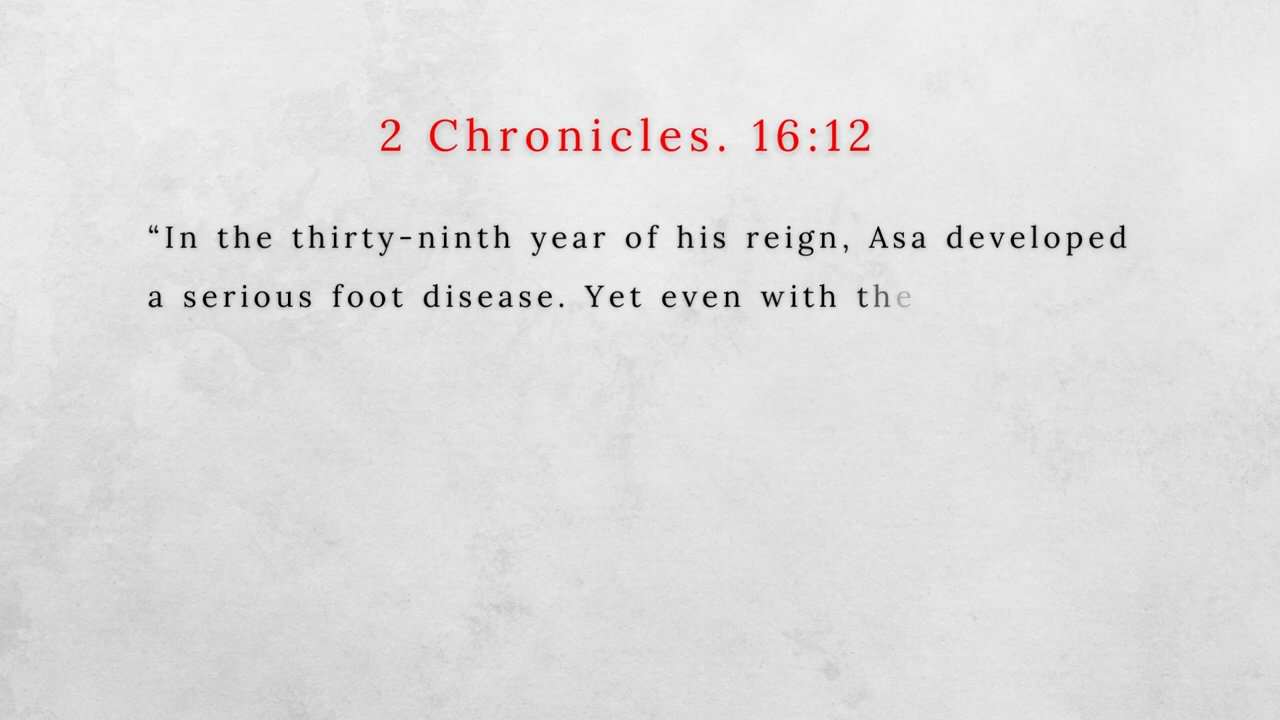 2 Chronicles. 16:12
“In the thirty-ninth year of his reign, Asa developed
a serious foot disease. Yet even with the